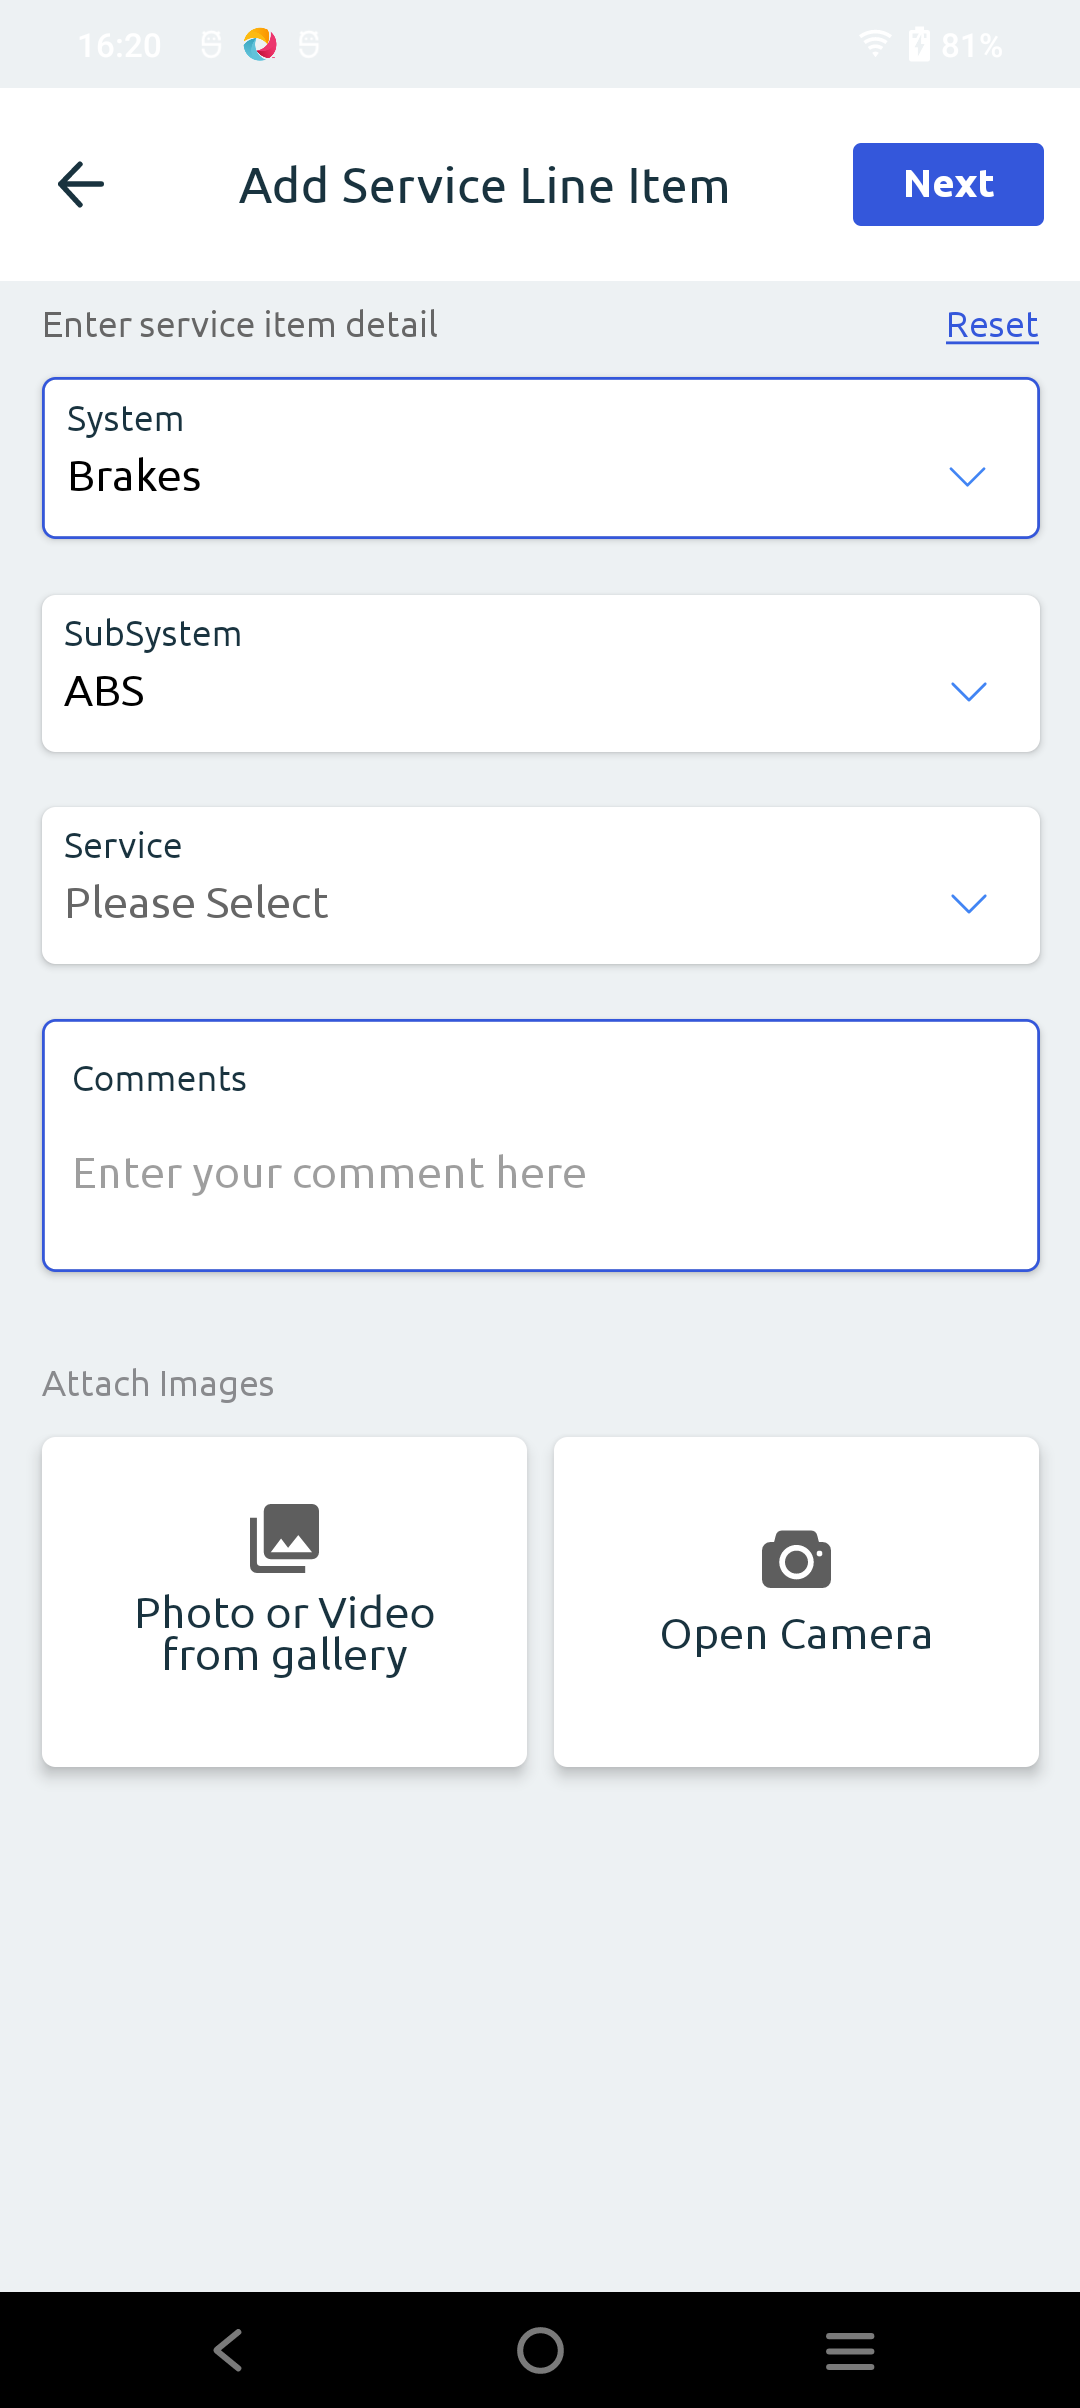 16:20
81%
Add Service Line Item
Next
Enter service item detail
Reset
System
Brakes
SubSystem
ABS
Service
Please Select
Comments
Enter your comment here
Attach Images
Photo or Video
from gallery
Open Camera